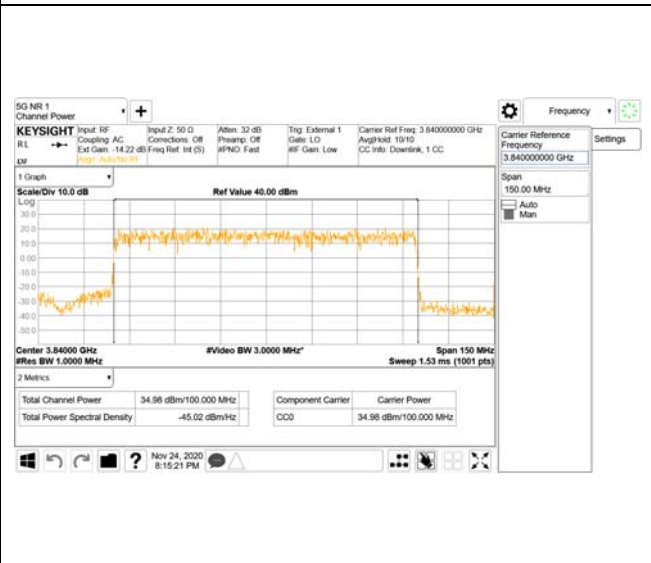 5G NR 1
Channel Power
Frequency
KEYSIGHT
Input: RF
Input Z: 50 Ω
Atten: 32 dB
Trig: External 1
Carrier Ref Freq: 3.840000000 GHz
RL
Coupling: AC
Corrections: Off
Preamp: Off
Gate: LO
Avg|Hold: 10/10
Ext Gain: -14.22 dB
Freq Ref: Int (S)
#PNO: Fast
#IF Gain: Low
CC Info: Downlink, 1 CC
Align: Auto/No RF
Carrier Reference
Frequency
3.840000000 GHz
Settings
Span
150.00 MHz
Auto
Man
1 Graph
Scale/Div 10.0 dB
Ref Value 40.00 dBm
Log
30.0
20.0
10.0
0.00
-10.0
-20.0
-30.0
-40.0
-50.0
Center 3.84000 GHz
#Video BW 3.0000 MHz*
Span 150 MHz
#Res BW 1.0000 MHz
Sweep 1.53 ms (1001 pts)
2 Metrics
Total Channel Power
34.98 dBm/100.000 MHz
Total Power Spectral Density
-45.02 dBm/Hz
Component Carrier
Carrier Power
CC0
34.98 dBm/100.000 MHz
?
Nov 24, 2020
8:15:21 PM